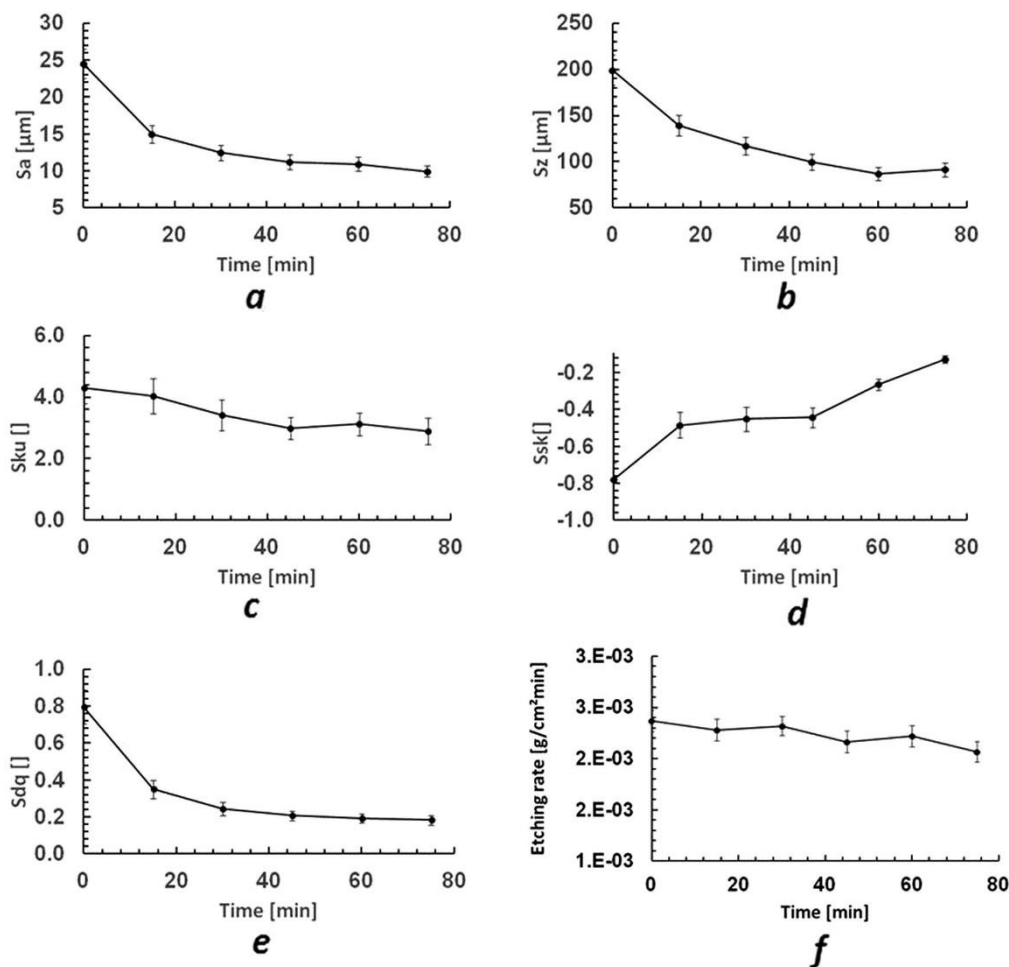 30
25
20
15
10
5
Sa [µm]
0 20 40 60 80
Time [min]
a
250
200
150
100
50
Sz [µm]
0 20 40 60 80
Time [min]
b
6.0
4.0
2.0
0.0
Sku []
0 20 40 60 80
Time [min]
c
-0.2
-0.4
-0.6
-0.8
-1.0
Ssk[]
0 20 40 60 80
Time [min]
d
1.0
0.8
0.6
0.4
0.2
0.0
Sdq []
0 20 40 60 80
Time [min]
e
3.E-03
3.E-03
2.E-03
2.E-03
1.E-03
Etching rate [g/cm²min]
0 20 40 60 80
Time [min]
f